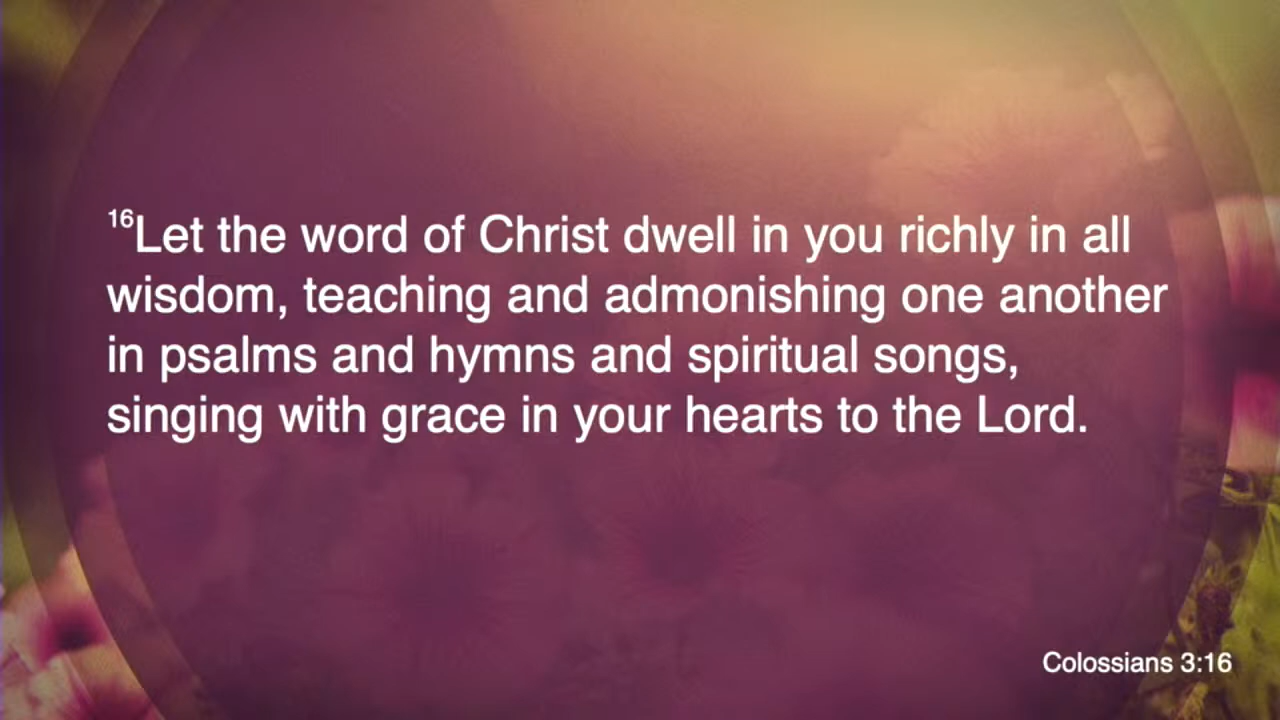 16Let the word of Christ dwell in you richly in all
wisdom, teaching and admonishing one another
in psalms and hymns and spiritual songs,
singing with grace in your hearts to the Lord.
Colossians 3:16